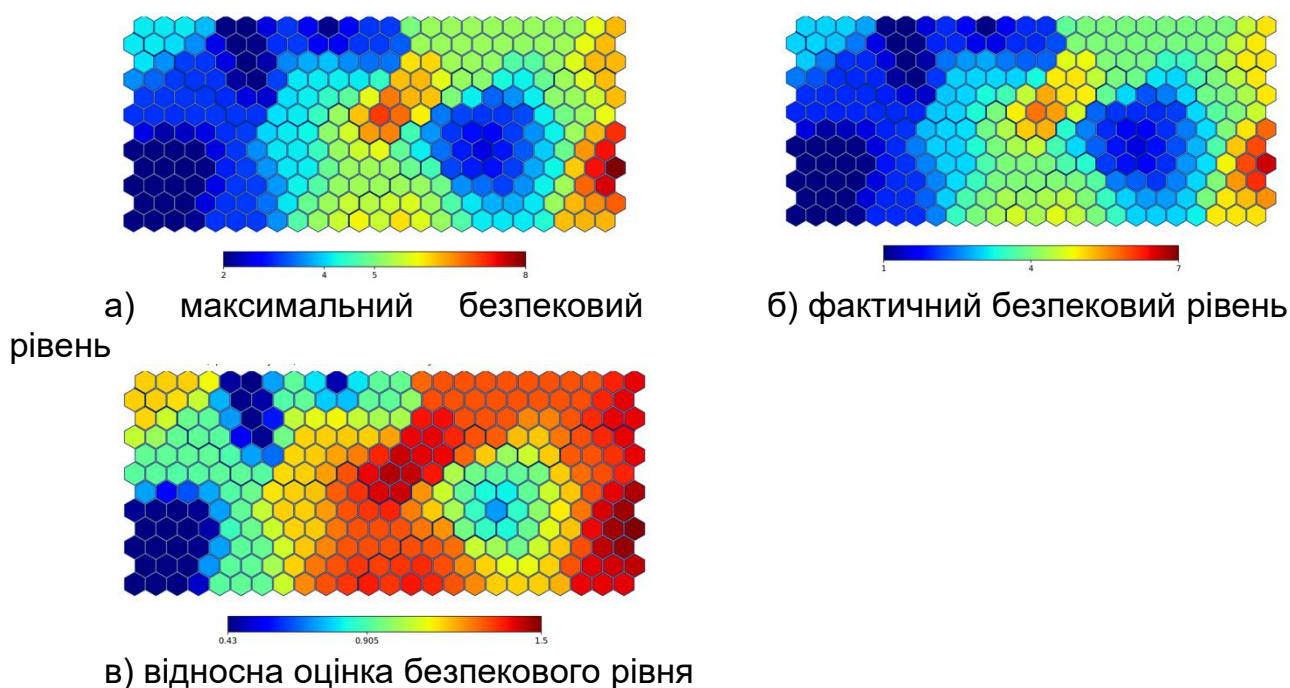 2 4 5 8
1 4 7
а) максимальний безпековий рівень
б) фактичний безпековий рівень
0.43 0.905 1.5
в) відносна оцінка безпекового рівня